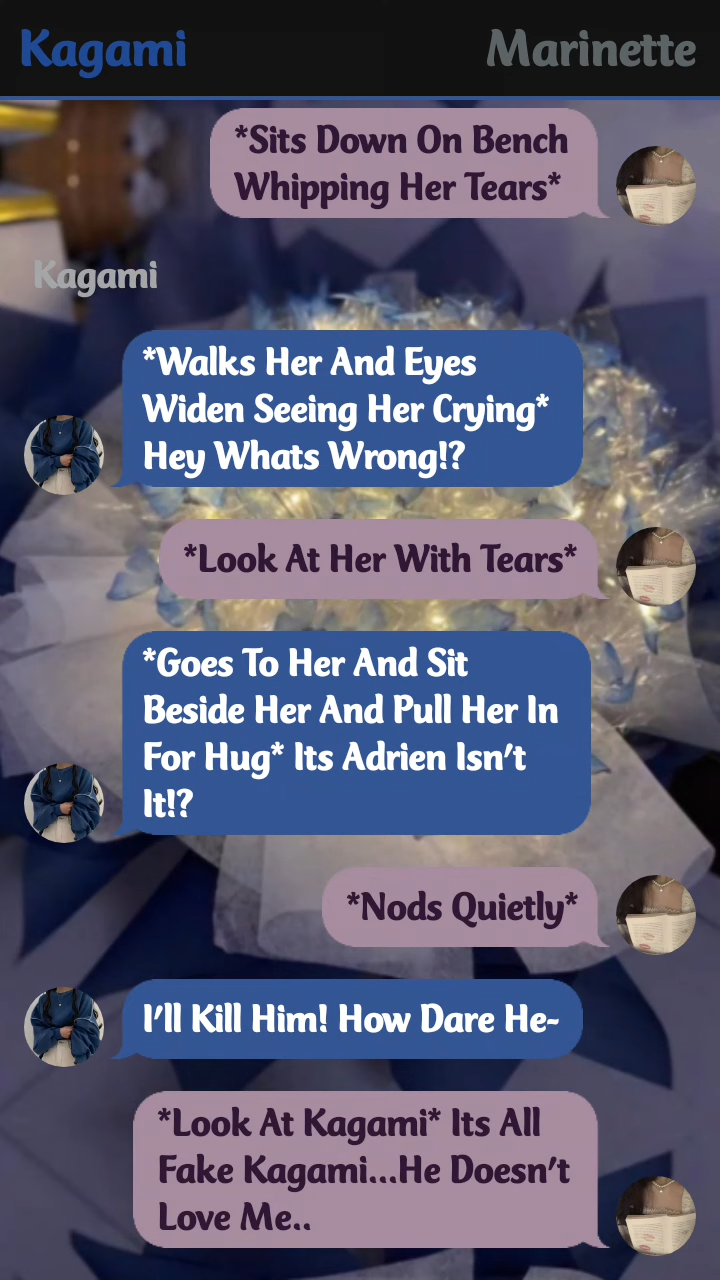 Kagami
Marinette
*Sits Down On Bench
Whipping Her Tears*
Kagami
*Walks Her And Eyes
Widen Seeing Her Crying*
Hey Whats Wrong!?
*Look At Her With Tears*
*Goes To Her And Sit
Beside Her And Pull Her In
For Hug* Its Adrien Isn't
It!?
*Nods Quietly*
I'll Kill Him! How Dare He-
*Look At Kagami* Its All
Fake Kagami...He Doesn't
Love Me..